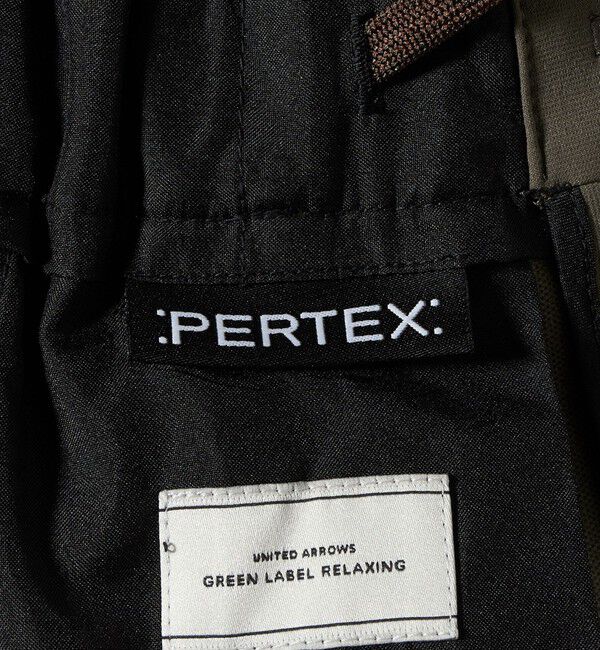 :PERTEX:
UNITED ARROWS
GREEN LABEL RELAXING